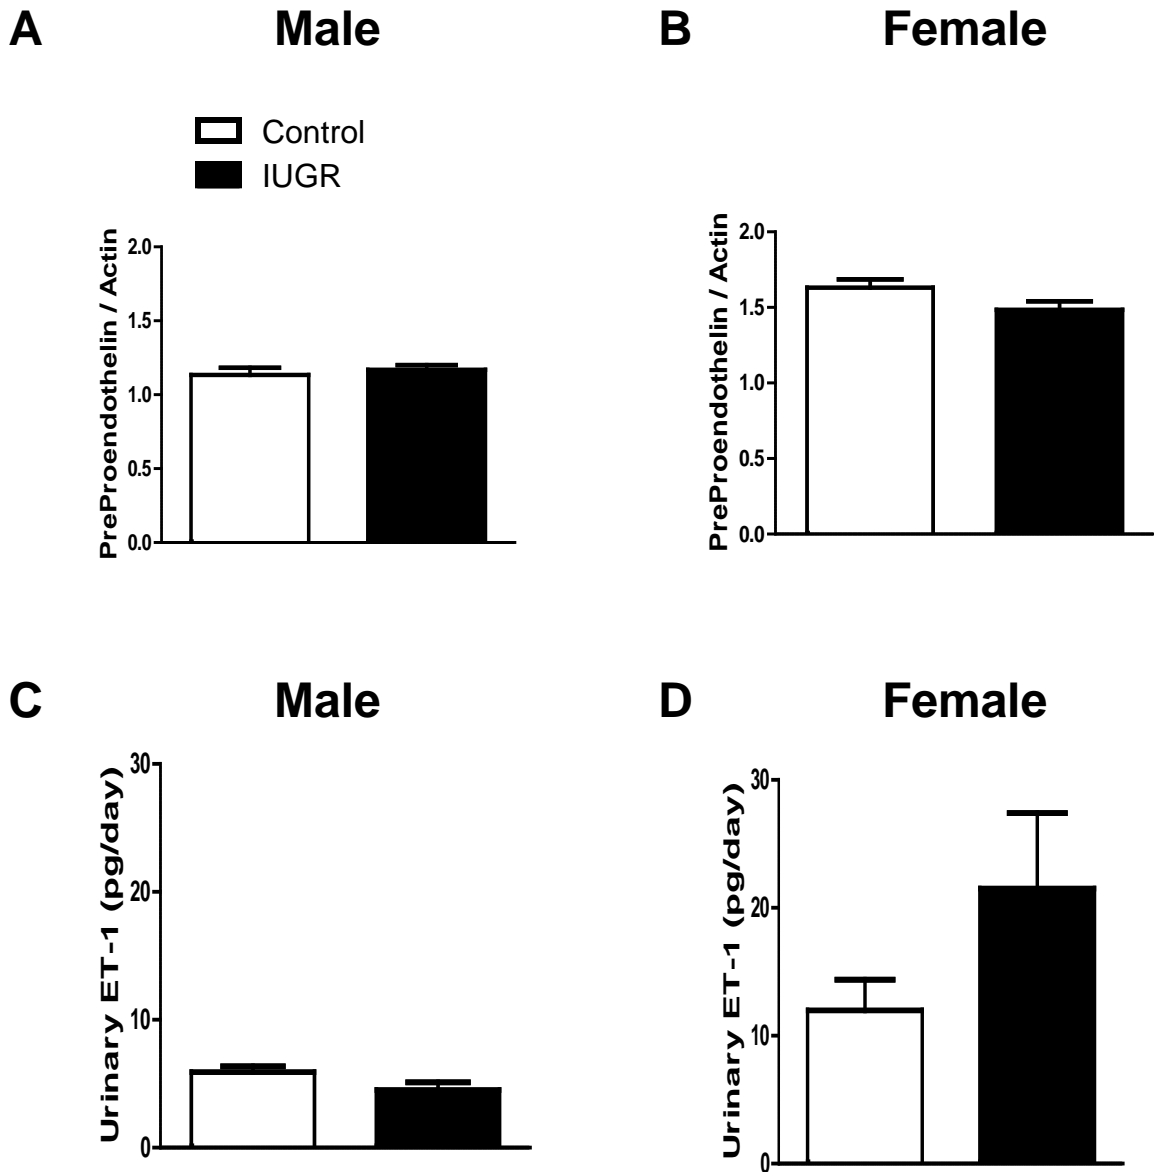 A Male
B Female
Control
IUGR
PreProendothelin / Actin
2.0
1.5
1.0
0.5
0.0
PreProendothelin / Actin
2.0
1.5
1.0
0.5
0.0
C Male
D Female
Urinary ET-1 (pg/day)
30
20
10
0
Urinary ET-1 (pg/day)
30
20
10
0